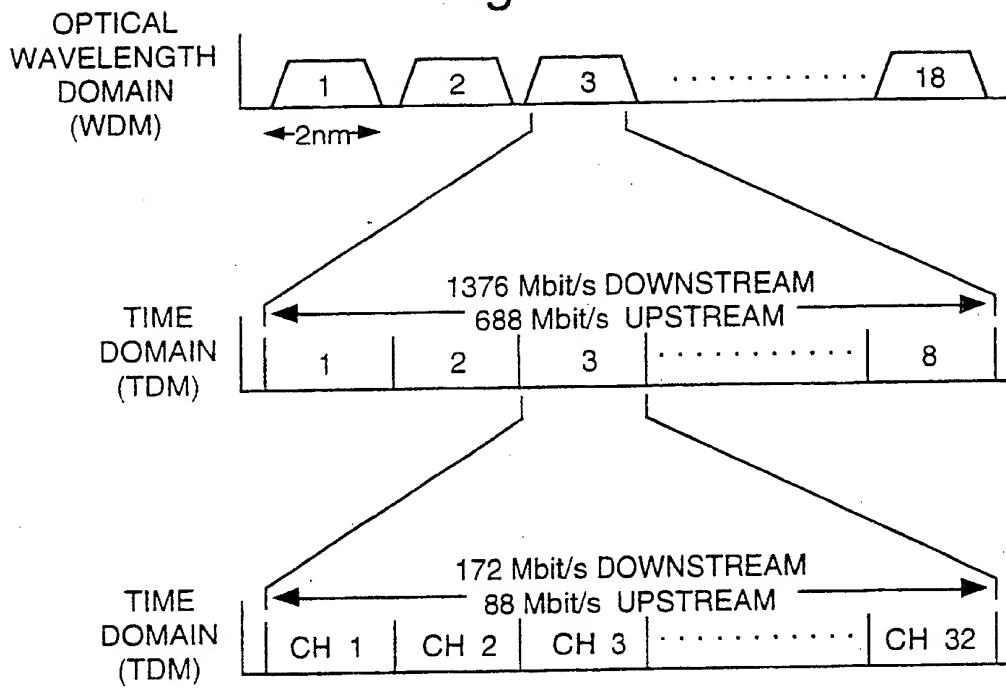 g
OPTICAL
WAVELENGTH
DOMAIN
(WDM)
1 2 3 ........... 18
2nm
1376 Mbit/s DOWNSTREAM
688 Mbit/s UPSTREAM
TIME
DOMAIN
(TDM)
1 2 3 ........... 8
172 Mbit/s DOWNSTREAM
88 Mbit/s UPSTREAM
TIME
DOMAIN
(TDM)
CH 1 CH 2 CH 3 ........... CH 32